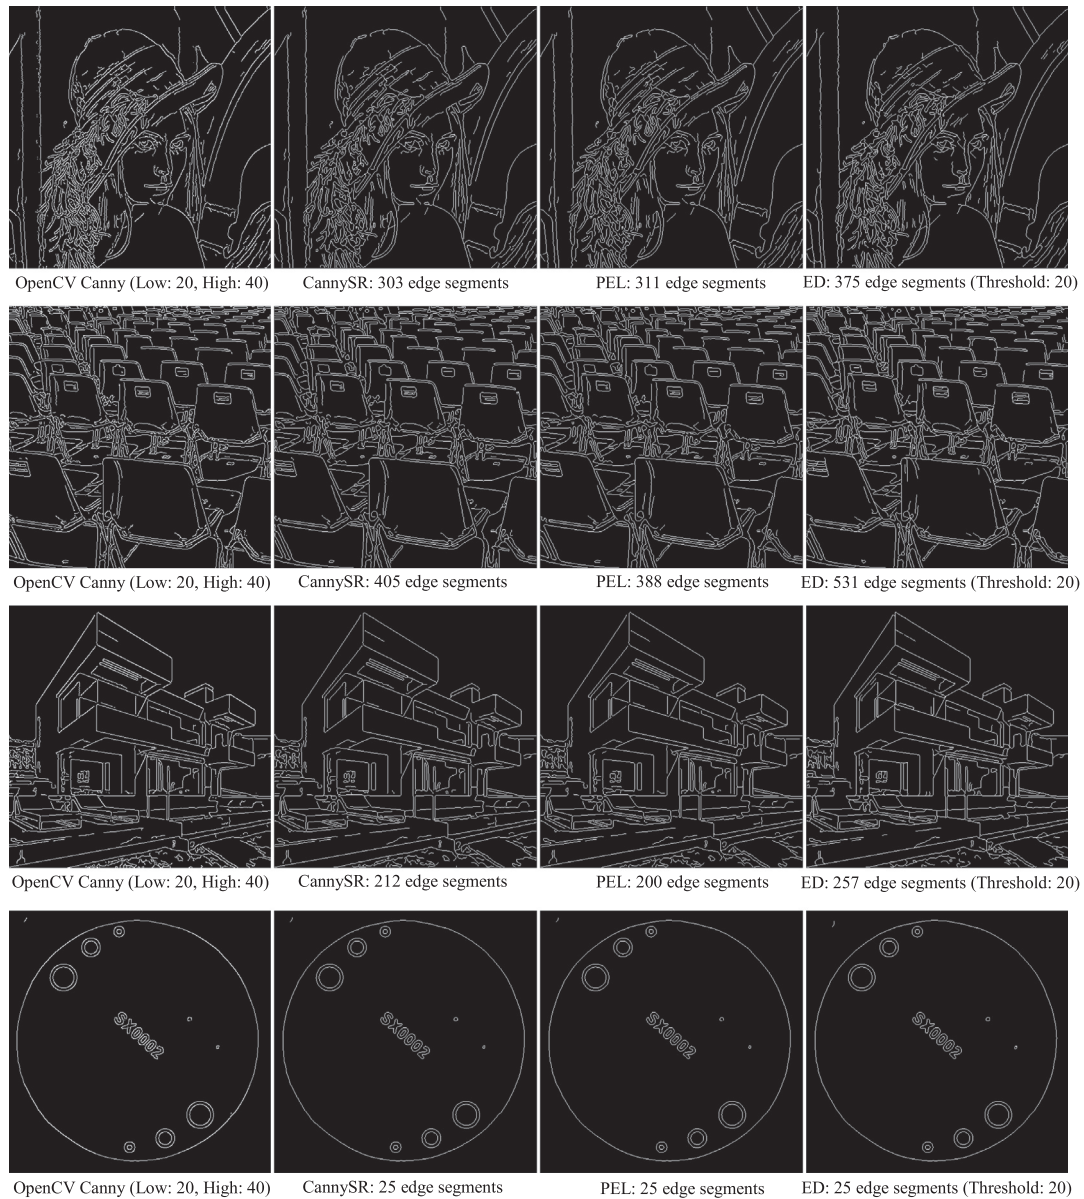 OpenCV Canny (Low: 20, High: 40) CannySR: 303 edge segments PEL: 311 edge segments ED: 375 edge segments (Threshold: 20)
OpenCV Canny (Low: 20, High: 40) CannySR: 405 edge segments PEL: 388 edge segments ED: 531 edge segments (Threshold: 20)
OpenCV Canny (Low: 20, High: 40) CannySR: 212 edge segments PEL: 200 edge segments ED: 257 edge segments (Threshold: 20)
SX0002 SX0002 SX0002 SX0002
OpenCV Canny (Low: 20, High: 40) CannySR: 25 edge segments PEL: 25 edge segments ED: 25 edge segments (Threshold: 20)